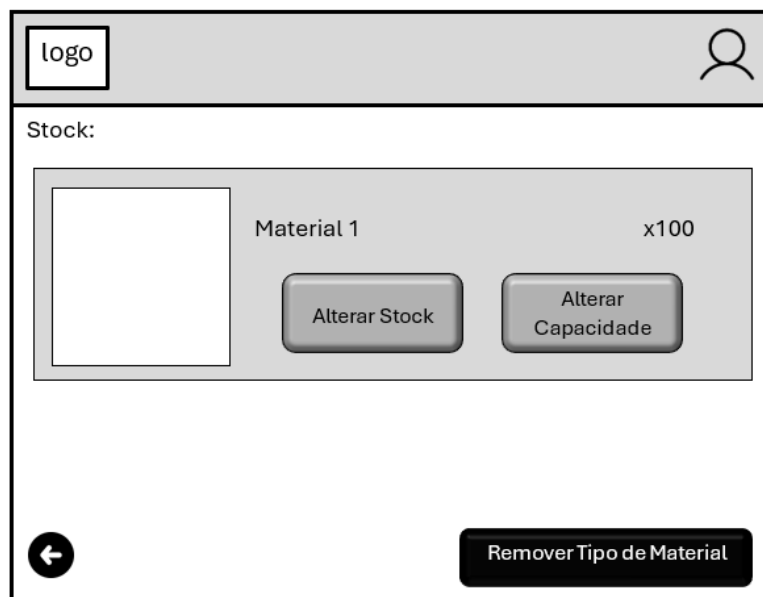 logo
Stock:
Material 1
x100
Alterar Stock
Alterar
Capacidade
Remover Tipo de Material